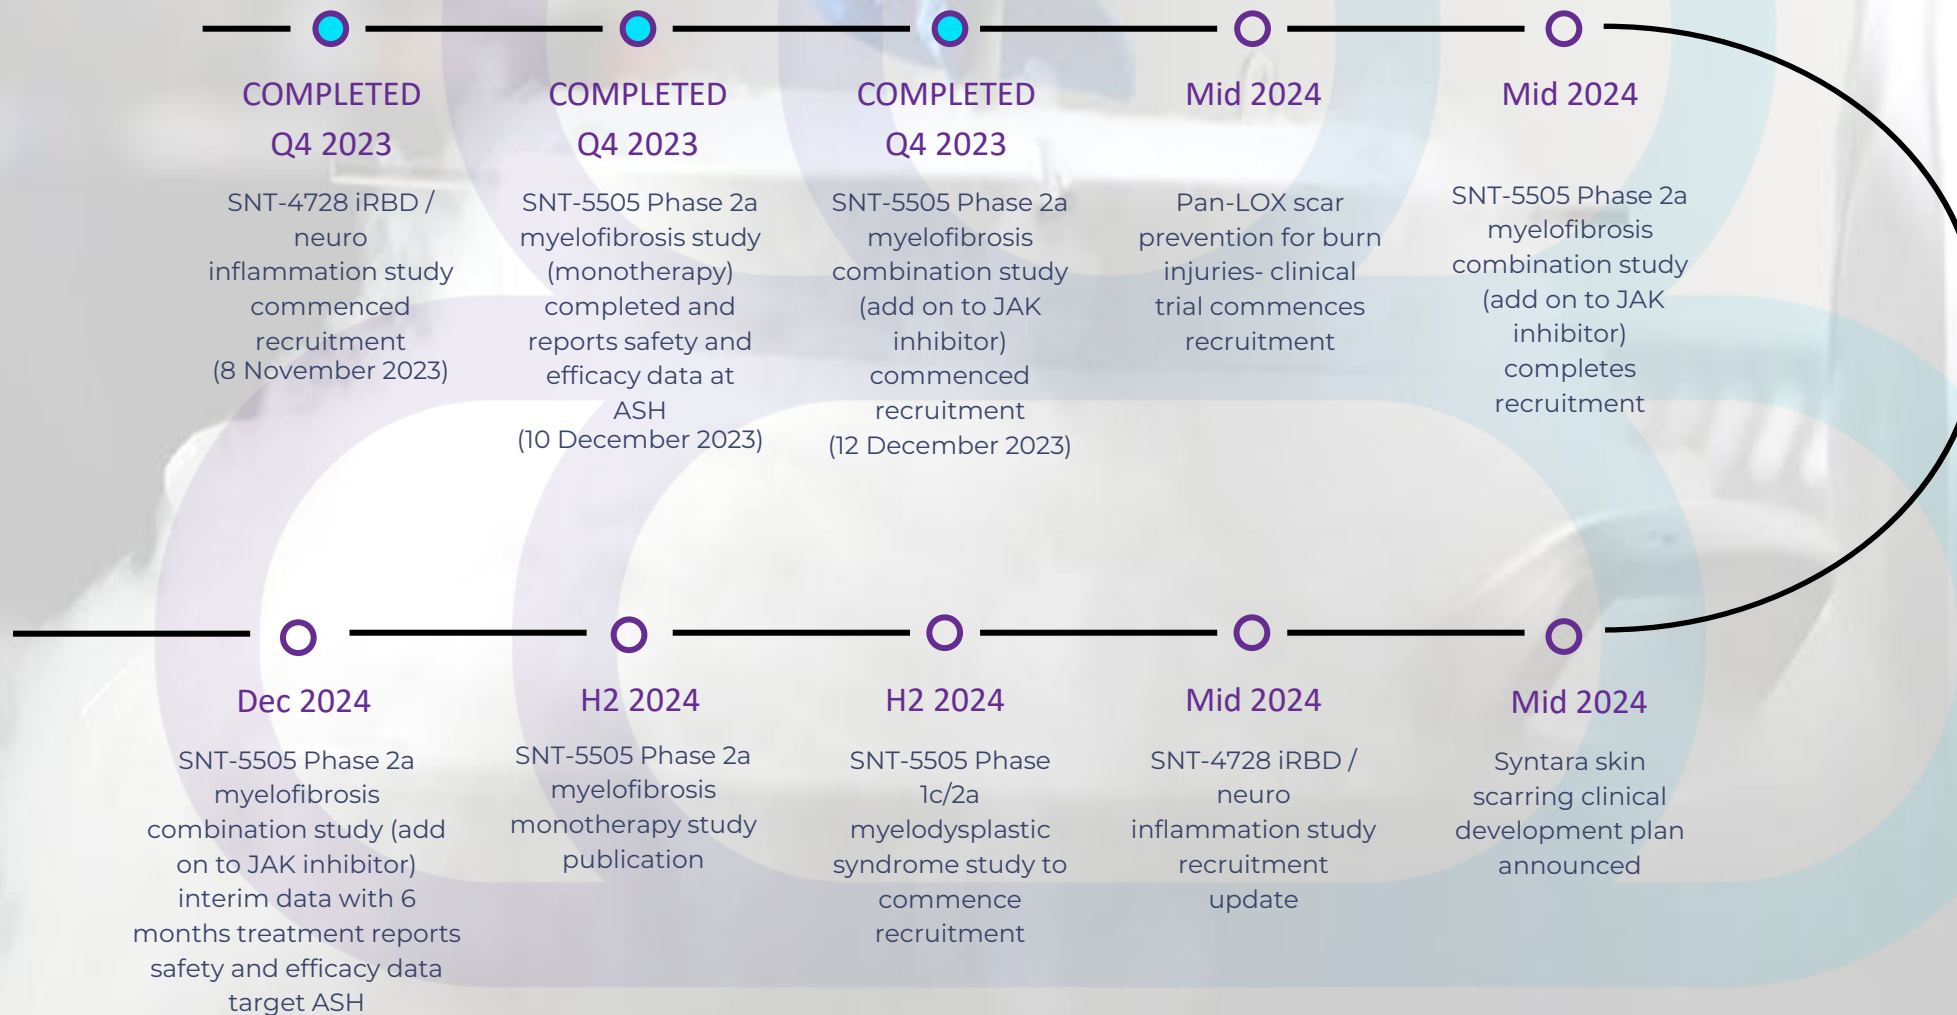 COMPLETED
Q4 2023
SNT-4728 iRBD /
neuro
inflammation study
commenced
recruitment
(8 November 2023)
COMPLETED
Q4 2023
SNT-5505 Phase 2a
myelofibrosis study
(monotherapy)
completed and
reports safety and
efficacy data at
ASH
(10 December 2023)
COMPLETED
Q4 2023
SNT-5505 Phase 2a
myelofibrosis
combination study
(add on to JAK
inhibitor)
commenced
recruitment
(12 December 2023)
Mid 2024
Pan-LOX scar
prevention for burn
injuries- clinical
trial commences
recruitment
Mid 2024
SNT-5505 Phase 2a
myelofibrosis
combination study
(add on to JAK
inhibitor)
completes
recruitment
Dec 2024
SNT-5505 Phase 2a
myelofibrosis
combination study (add
on to JAK inhibitor)
interim data with 6
months treatment reports
safety and efficacy data
target ASH
H2 2024
SNT-5505 Phase 2a
myelofibrosis
monotherapy study
publication
H2 2024
SNT-5505 Phase
1c/2a
myelodysplastic
syndrome study to
commence
recruitment
Mid 2024
SNT-4728 iRBD /
neuro
inflammation study
recruitment
update
Mid 2024
Syntara skin
scarring clinical
development plan
announced